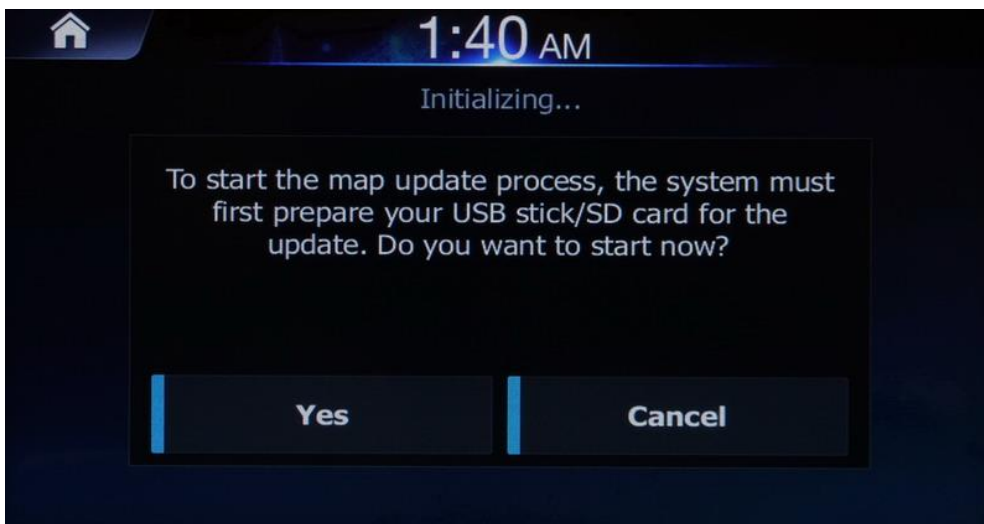 1:40 AM
Initializing...
To start the map update process, the system must
first prepare your USB stick/SD card for the
update. Do you want to start now?
Yes
Cancel